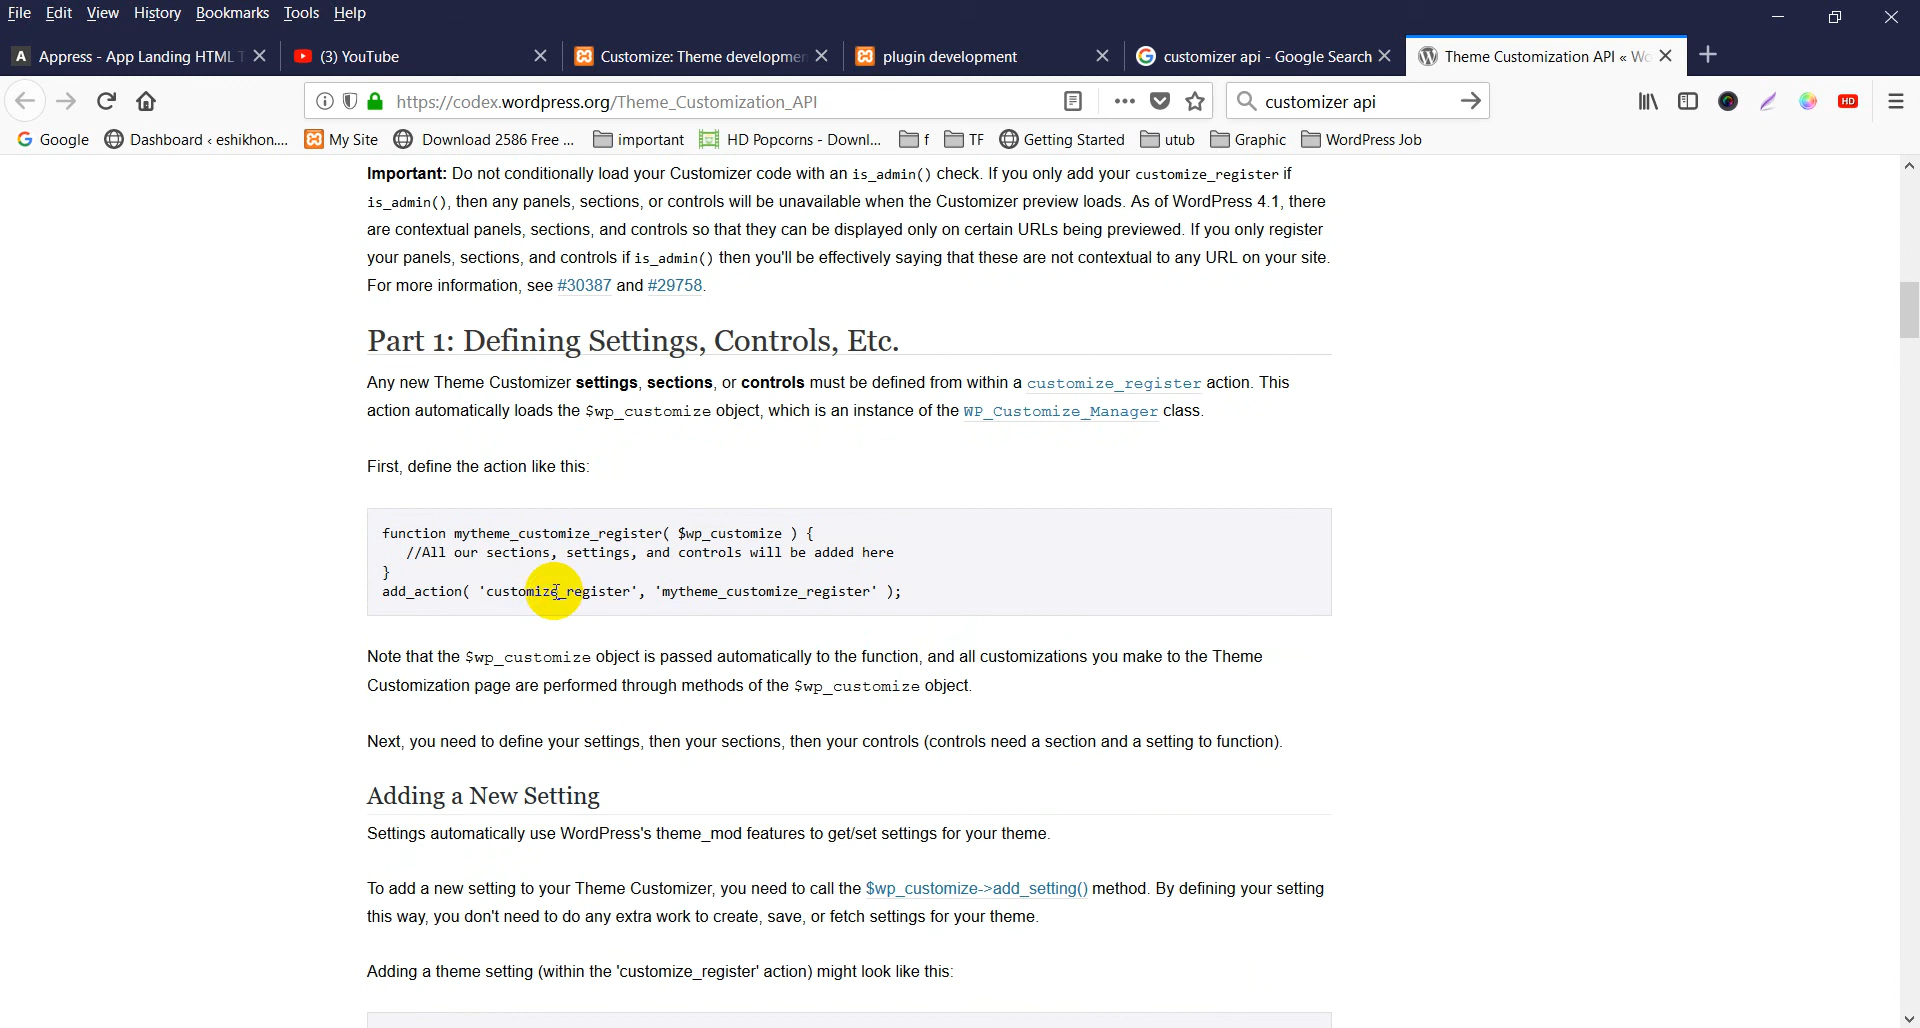 File Edit View History Bookmarks Tools Help
A Appress - App Landing HTML T
(3) YouTube
Customize: Theme developmen
plugin development
G customizer api - Google Search
Theme Customization API « Wo
https://codex.wordpress.org/Theme_Customization_API
customizer api
HD
G Google
Dashboard ‹ eshikhon....
My Site
Download 2586 Free ...
important
HD Popcorns - Downl...
f
TF
Getting Started
utub
Graphic
WordPress Job
Important: Do not conditionally load your Customizer code with an is_admin() check. If you only add your customize_register if
is_admin(), then any panels, sections, or controls will be unavailable when the Customizer preview loads. As of WordPress 4.1, there
are contextual panels, sections, and controls so that they can be displayed only on certain URLs being previewed. If you only register
your panels, sections, and controls if is_admin() then you'll be effectively saying that these are not contextual to any URL on your site.
For more information, see #30387 and #29758.
Part 1: Defining Settings, Controls, Etc.
Any new Theme Customizer settings, sections, or controls must be defined from within a customize_register action. This
action automatically loads the $wp_customize object, which is an instance of the WP_Customize_Manager class.
First, define the action like this:
function mytheme_customize_register( $wp_customize ) {
//All our sections, settings, and controls will be added here
}
add_action( 'customize_register', 'mytheme_customize_register' );
Note that the $wp_customize object is passed automatically to the function, and all customizations you make to the Theme
Customization page are performed through methods of the $wp_customize object.
Next, you need to define your settings, then your sections, then your controls (controls need a section and a setting to function).
Adding a New Setting
Settings automatically use WordPress's theme_mod features to get/set settings for your theme.
To add a new setting to your Theme Customizer, you need to call the $wp_customize->add_setting() method. By defining your setting
this way, you don't need to do any extra work to create, save, or fetch settings for your theme.
Adding a theme setting (within the 'customize_register' action) might look like this: